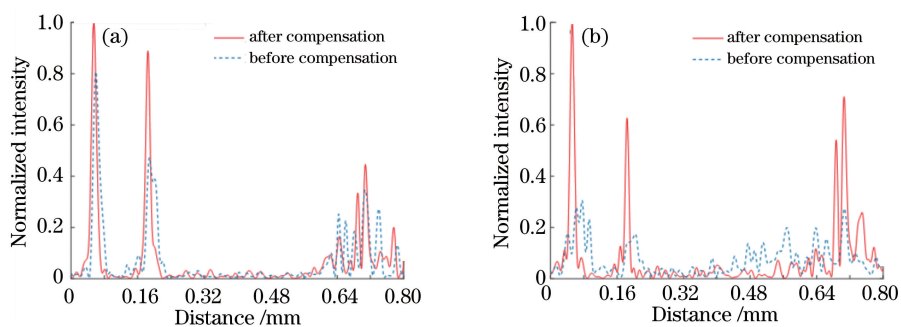 (a)
after compensation
before compensation
Normalized intensity
1.0
0.8
0.6
0.4
0.2
0
0 0.16 0.32 0.48 0.64 0.80
Distance /mm
(b)
after compensation
before compensation
Normalized intensity
1.0
0.8
0.6
0.4
0.2
0
0 0.16 0.32 0.48 0.64 0.80
Distance /mm